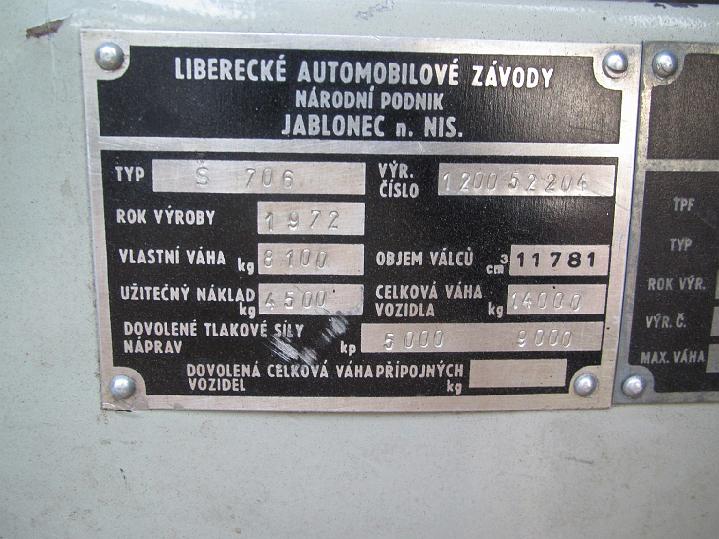 LIBERECKÉ AUTOMOBILOVÉ ZÁVODY
NÁRODNÍ PODNIK
JABLONEC n. NIS.
TYP S 706
VÝR. ČÍSLO 120052204
ROK VÝROBY 1972
VLASTNÍ VÁHA kg 8100
OBJEM VÁLCŮ cm³ 11781
UŽITEČNÝ NÁKLAD kg 4500
CELKOVÁ VÁHA
VOZIDLA kg 14000
DOVOLENÉ TLAKOVÉ SÍLY
NÁPRAV kp 5000 9000
DOVOLENÁ CELKOVÁ VÁHA PŘÍPOJNÝCH
VOZIDEL kg
TPF
TYP
ROK VÝR.
VÝR. Č.
MAX. VÁHA